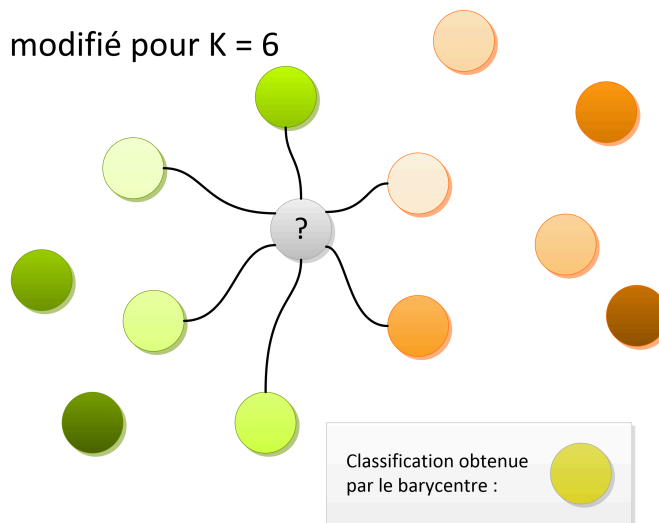 modifié pour K = 6
?
Classification obtenue
par le barycentre :